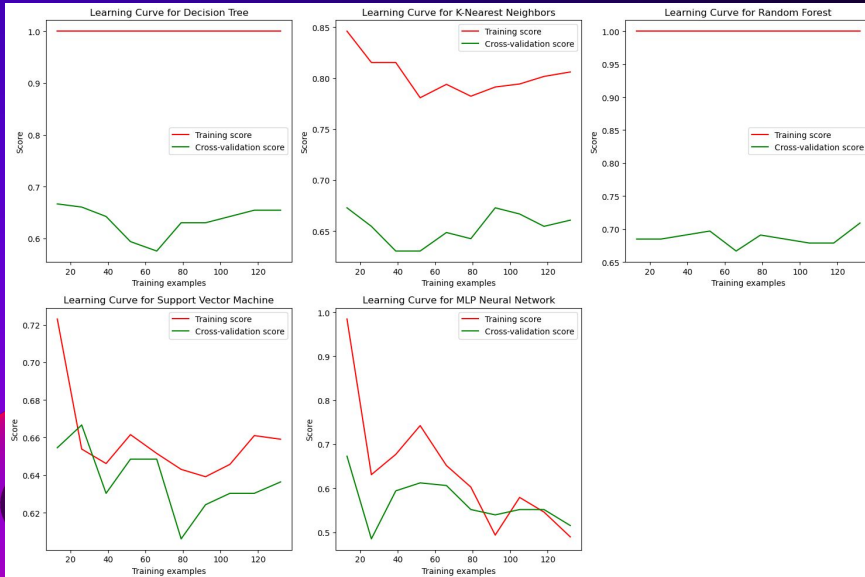 Learning Curve for Decision Tree
1.0
0.9
0.8
0.7
0.6
Score
Training score
Cross-validation score
20 40 60 80 100 120
Training examples
Learning Curve for K-Nearest Neighbors
0.85
0.80
0.75
0.70
0.65
Score
Training score
Cross-validation score
20 40 60 80 100 120
Training examples
Learning Curve for Random Forest
1.00
0.95
0.90
0.85
0.80
0.75
0.70
0.65
Score
Training score
Cross-validation score
20 40 60 80 100 120
Training examples
Learning Curve for Support Vector Machine
0.72
0.70
0.68
0.66
0.64
0.62
Score
Training score
Cross-validation score
20 40 60 80 100 120
Training examples
Learning Curve for MLP Neural Network
1.0
0.9
0.8
0.7
0.6
0.5
Score
Training score
Cross-validation score
20 40 60 80 100 120
Training examples